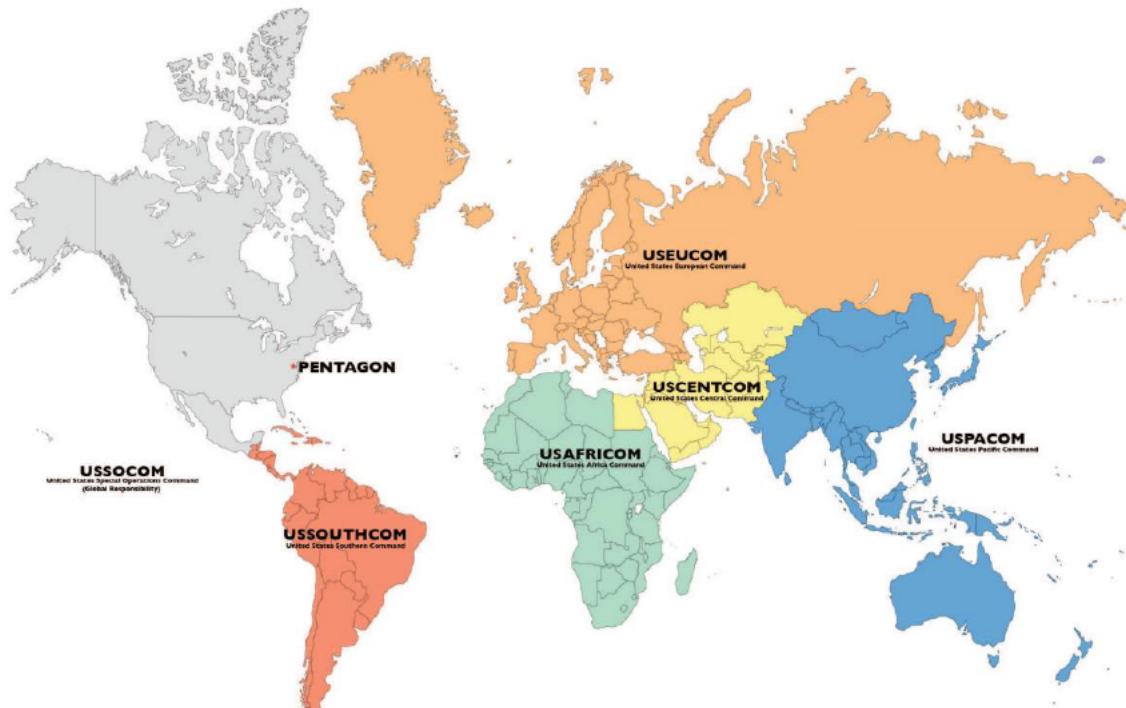 USEUCOM
United States European Command
*PENTAGON
USCENTCOM
United States Central Command
USPACOM
United States Pacific Command
USAFRICOM
United States Africa Command
USSOCOM
United States Special Operations Command
(Global Responsibility)
USSOUTHCOM
United States Southern Command